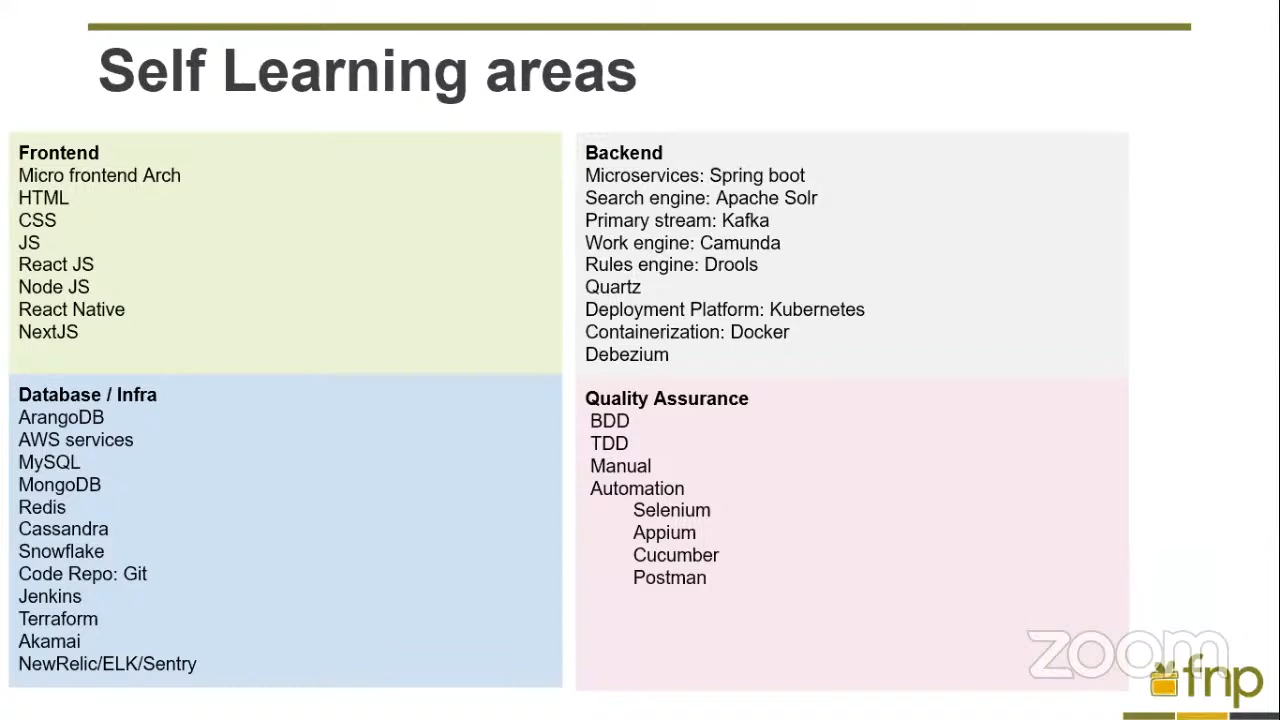 Self Learning areas
Frontend
Micro frontend Arch
HTML
CSS
JS
React JS
Node JS
React Native
NextJS
Backend
Microservices: Spring boot
Search engine: Apache Solr
Primary stream: Kafka
Work engine: Camunda
Rules engine: Drools
Quartz
Deployment Platform: Kubernetes
Containerization: Docker
Debezium
Database / Infra
ArangoDB
AWS services
MySQL
MongoDB
Redis
Cassandra
Snowflake
Code Repo: Git
Jenkins
Terraform
Akamai
NewRelic/ELK/Sentry
Quality Assurance
BDD
TDD
Manual
Automation
Selenium
Appium
Cucumber
Postman
zoom
fnp